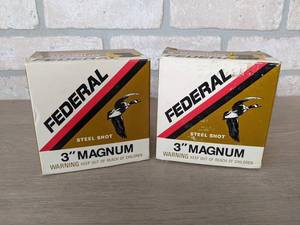 FEDERAL
STEEL SHOT
3” MAGNUM
WARNING KEEP OUT OF REACH OF CHILDREN
FEDERAL
STEEL SHOT
3” MAGNUM
WARNING KEEP OUT OF REACH OF CHILDREN